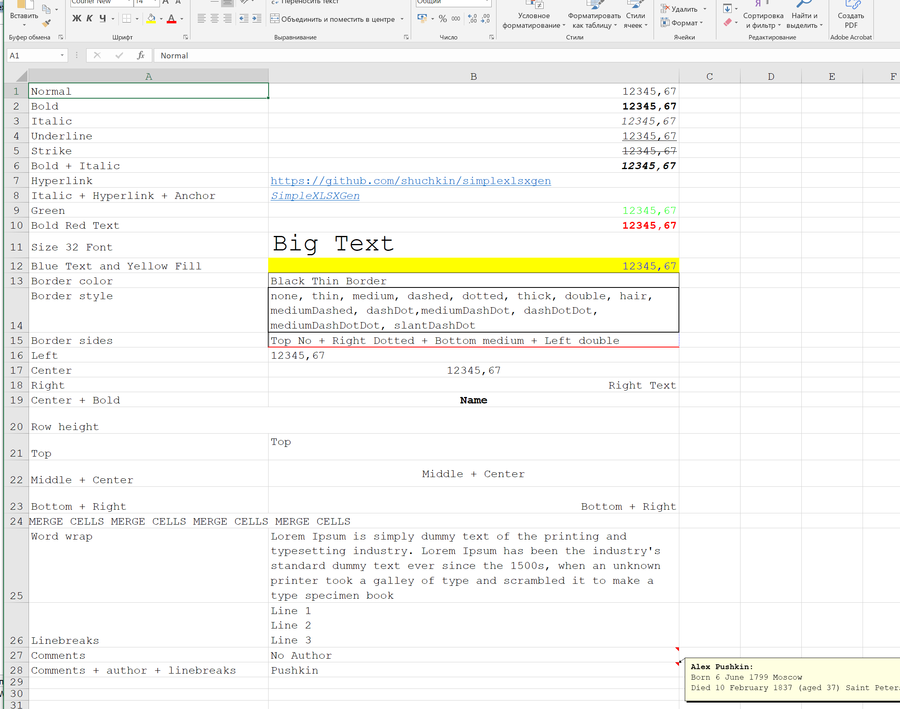 Вставить
Courier New 14
Общий
Перенести текст
Объединить и поместить в центре
Условное форматирование
Форматировать как таблицу
Стили ячеек
Удалить
Формат
Сортировка и фильтр
Найти и выделить
Создать PDF
Ж К Ч
% 000
Буфер обмена Шрифт Выравнивание Число Стили Ячейки Редактирование Adobe Acrobat
A1 fx Normal
A B C D E F
1 Normal 12345,67
2 Bold 12345,67
3 Italic 12345,67
4 Underline 12345,67
5 Strike 12345,67
6 Bold + Italic 12345,67
7 Hyperlink https://github.com/shuchkin/simplexlsxgen
8 Italic + Hyperlink + Anchor SimpleXLSXGen
9 Green 12345,67
10 Bold Red Text 12345,67
11 Size 32 Font Big Text
12 Blue Text and Yellow Fill 12345,67
13 Border color Black Thin Border
14 Border style none, thin, medium, dashed, dotted, thick, double, hair,
mediumDashed, dashDot,mediumDashDot, dashDotDot,
mediumDashDotDot, slantDashDot
15 Border sides Top No + Right Dotted + Bottom medium + Left double
16 Left 12345,67
17 Center 12345,67
18 Right Right Text
19 Center + Bold Name
20 Row height
21 Top Top
22 Middle + Center Middle + Center
23 Bottom + Right Bottom + Right
24 MERGE CELLS MERGE CELLS MERGE CELLS MERGE CELLS
25 Word wrap Lorem Ipsum is simply dummy text of the printing and
typesetting industry. Lorem Ipsum has been the industry's
standard dummy text ever since the 1500s, when an unknown
printer took a galley of type and scrambled it to make a
type specimen book
Line 1
Line 2
26 Linebreaks Line 3
27 Comments No Author
28 Comments + author + linebreaks Pushkin
29
30
31
Alex Pushkin:
Born 6 June 1799 Moscow
Died 10 February 1837 (aged 37) Saint Peter